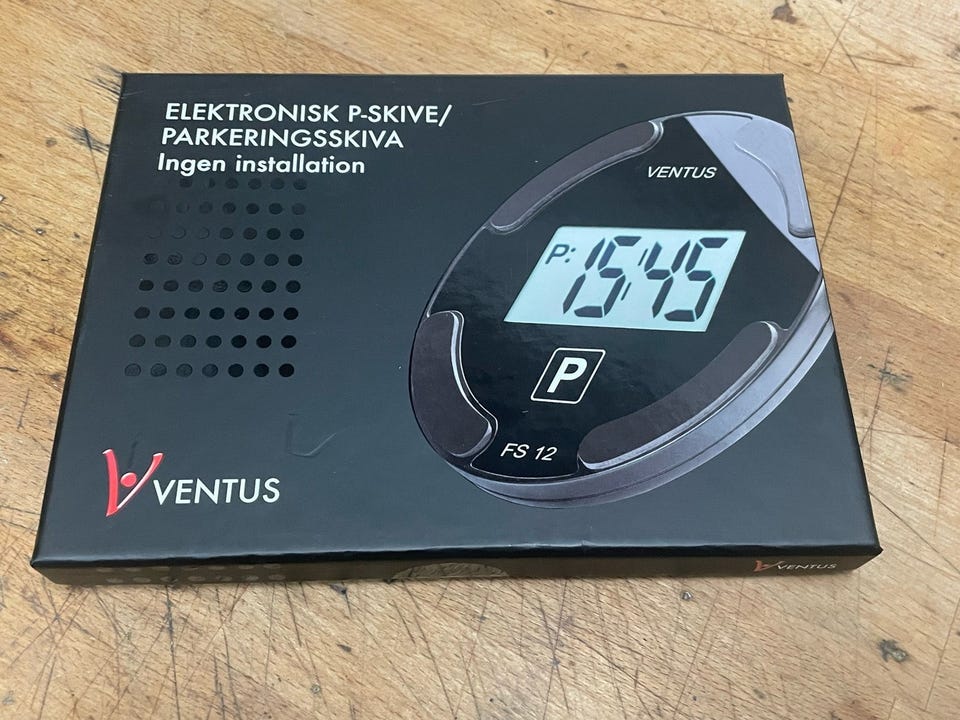 ELEKTRONISK P-SKIVE/
PARKERINGSSKIVA
Ingen installation
VENTUS
P: 15:45
P
FS 12
VENTUS
VENTUS